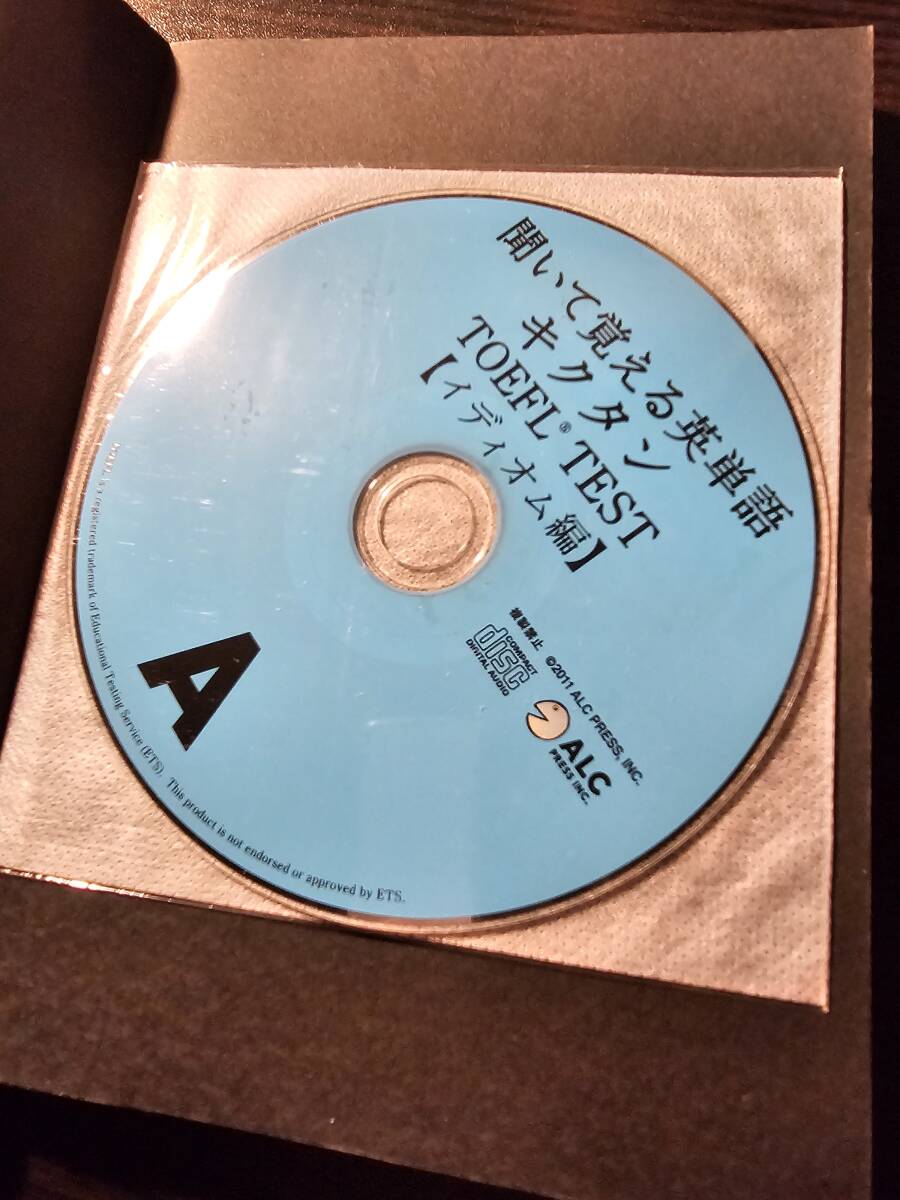 聞いて覚える英単語
キクタン
TOEFL® TEST
【イディオム編】
複製禁止 ©2011 ALC PRESS, INC.
COMPACT
disc
DIGITAL AUDIO
ALC
PRESS INC.
A
is a registered trademark of Educational Testing Service (ETS). This product is not endorsed or approved by ETS.